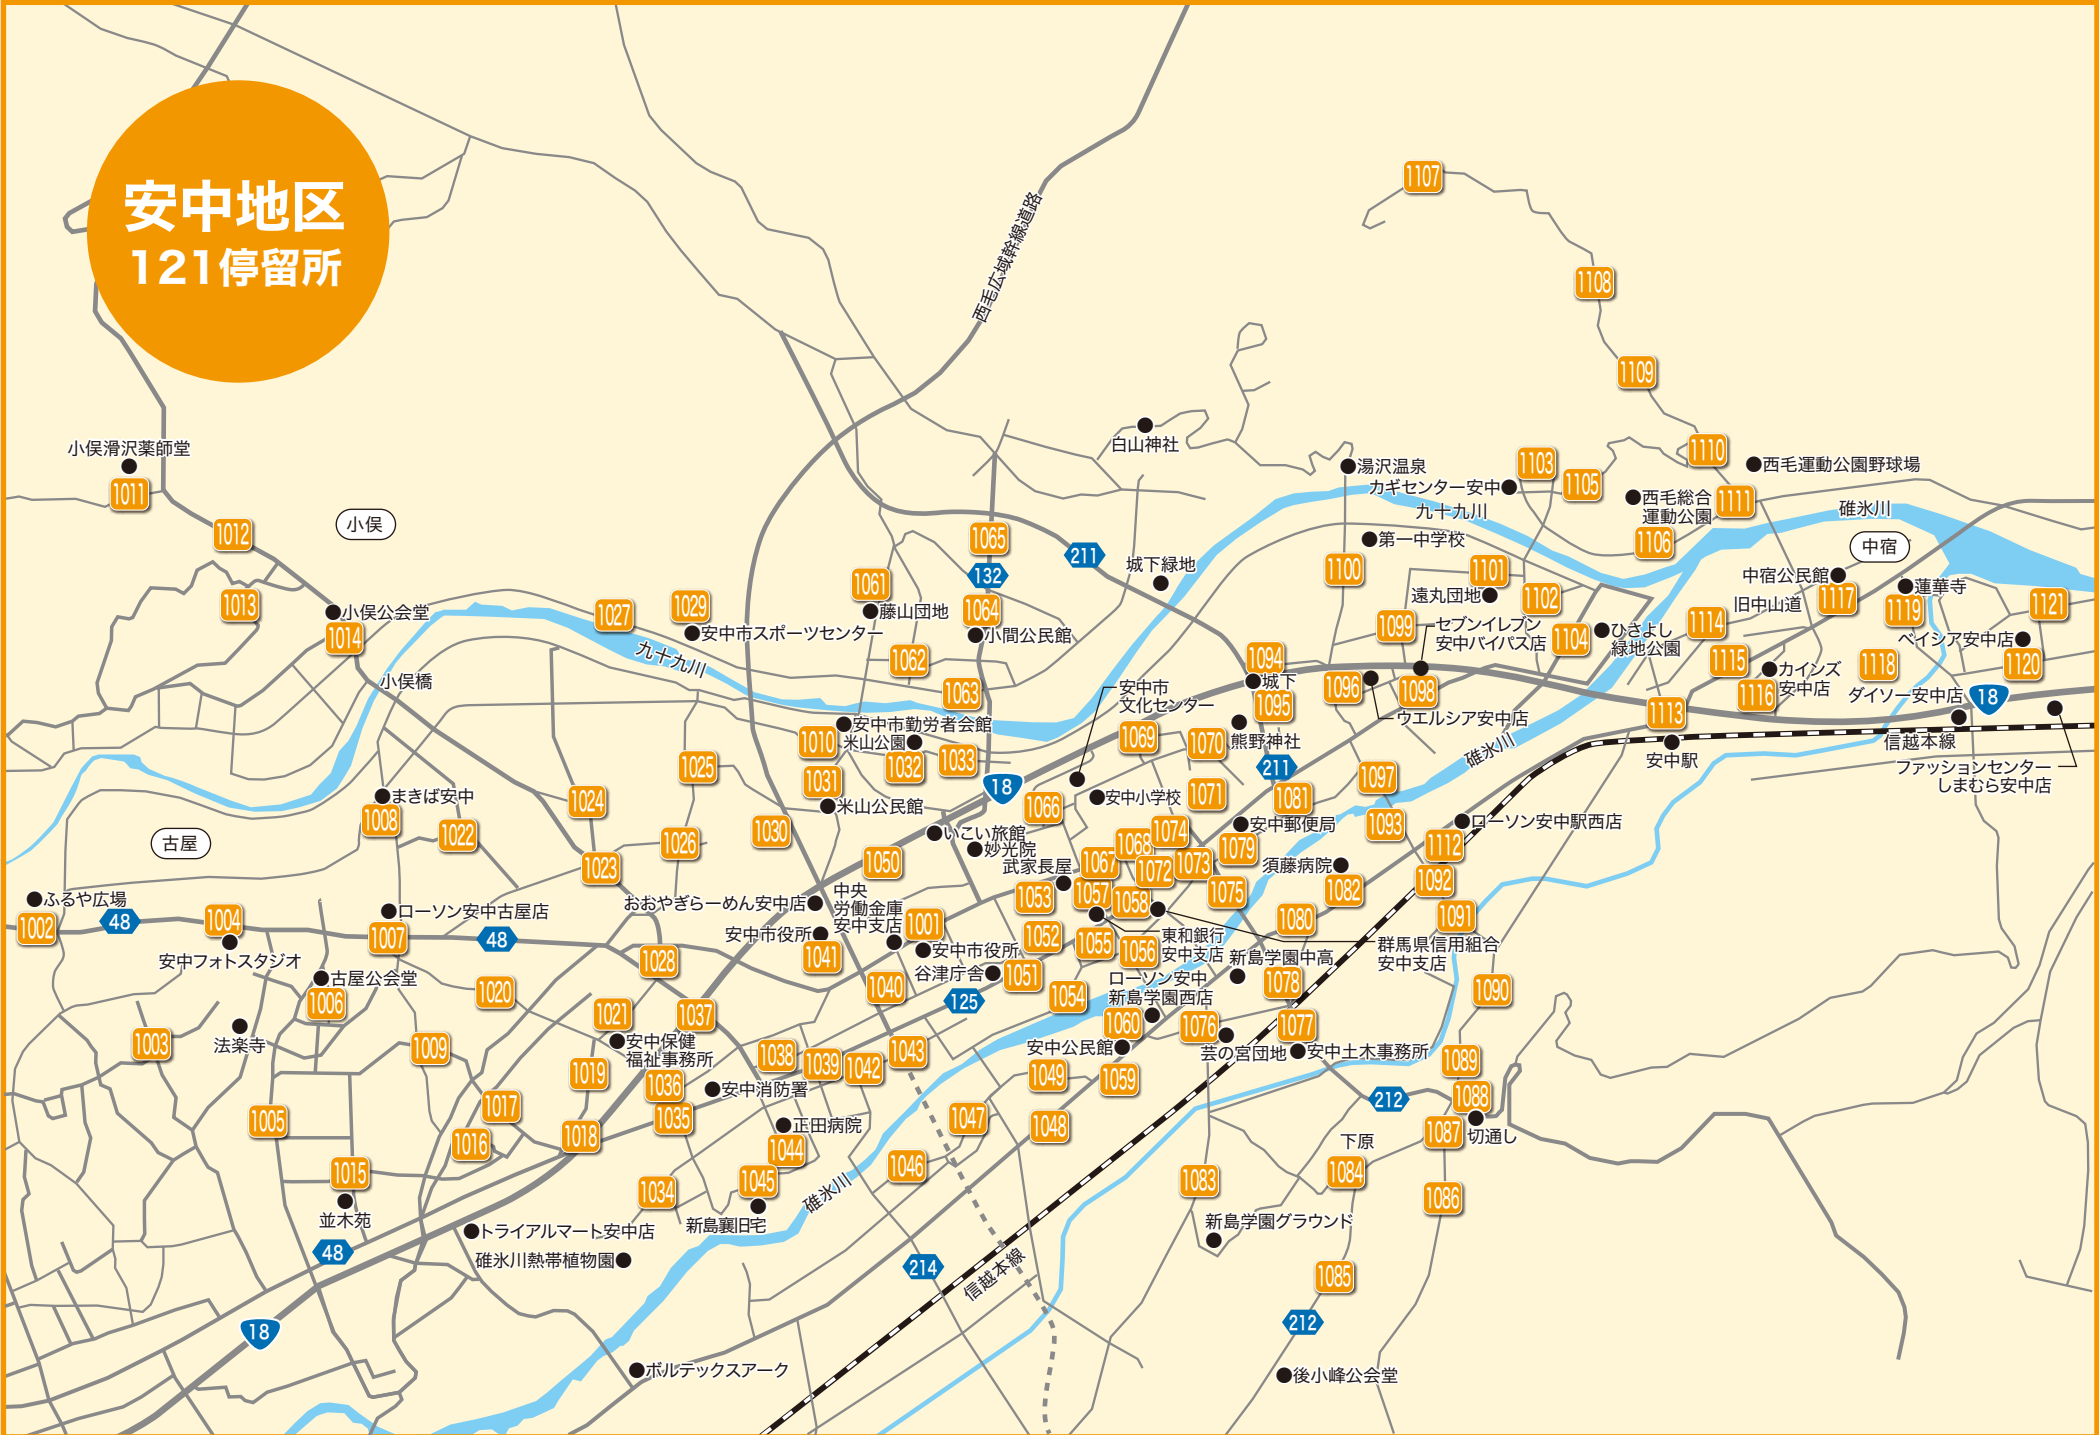 安中地区
121停留所
西毛広域幹線道路
1107
1108
1109
小俣滑沢薬師堂
1011
1012
小俣
1013
小俣公会堂
1014
小俣橋
白山神社
湯沢温泉
カギセンター安中
九十九川
1103
1105
1110
西毛運動公園野球場
西毛総合
運動公園
1111
1106
碓氷川
中宿
1065
211
132
城下緑地
第一中学校
1100
1101
遠丸団地
1102
中宿公民館
1117
旧中山道
蓮華寺
1119
1121
1027
1029
安中市スポーツセンター
九十九川
1061
藤山団地
1064
小間公民館
1062
1063
1094
城下
1095
1099
セブンイレブン
安中バイパス店
1104
ひさよし
緑地公園
1114
1115
1116
カインズ
安中店
1118
ベイシア安中店
1120
ダイソー安中店
18
1096
1098
ウエルシア安中店
1113
安中駅
信越本線
ファッションセンター
しまむら安中店
安中市
文化センター
1010
安中市勤労者会館
米山公園
1031
1032
1033
米山公民館
1025
1024
1026
1030
18
1069
1070
熊野神社
211
碓氷川
1066
安中小学校
1071
1081
1097
1093
安中郵便局
ローソン安中駅西店
まきば安中
1008
1022
古屋
1023
いこい旅館
妙光院
武家長屋
1050
1067
1068
1074
1072
1073
1079
須藤病院
1112
1092
1082
1075
ふるや広場
1002
48
1004
安中フォトスタジオ
ローソン安中古屋店
1007
48
おおやぎらーめん安中店
中央
労働金庫
安中支店
安中市役所
1041
1001
安中市役所
谷津庁舎
1053
1057
1058
1052
1055
1056
1051
東和銀行
安中支店
1080
1091
群馬県信用組合
安中支店
新島学園中高
1028
古屋公会堂
1006
1020
1040
125
1054
ローソン安中
新島学園西店
1078
1090
1003
法楽寺
1009
1021
安中保健
福祉事務所
1037
1038
1039
1042
1043
安中公民館
1060
1076
芸の宮団地
1077
安中土木事務所
1089
1019
1036
安中消防署
1049
1059
212
1088
切通し
1005
1017
1016
1018
1035
正田病院
1044
1047
1048
1087
下原
1015
並木苑
1034
1045
新島襄旧宅
碓氷川
1046
1083
1084
1086
新島学園グラウンド
トライアルマート安中店
碓氷川熱帯植物園
48
214
信越本線
1085
18
212
ボルテックスアーク
後小峰公会堂